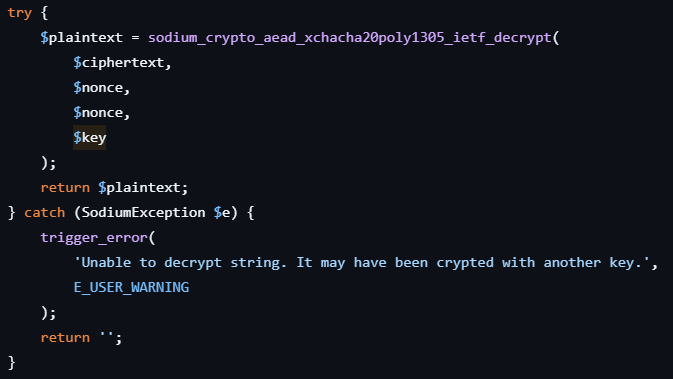 try {
    $plaintext = sodium_crypto_aead_xchacha20poly1305_ietf_decrypt(
        $ciphertext,
        $nonce,
        $nonce,
        $key
    );
    return $plaintext;
} catch (SodiumException $e) {
    trigger_error(
        'Unable to decrypt string. It may have been crypted with another key.',
        E_USER_WARNING
    );
    return '';
}